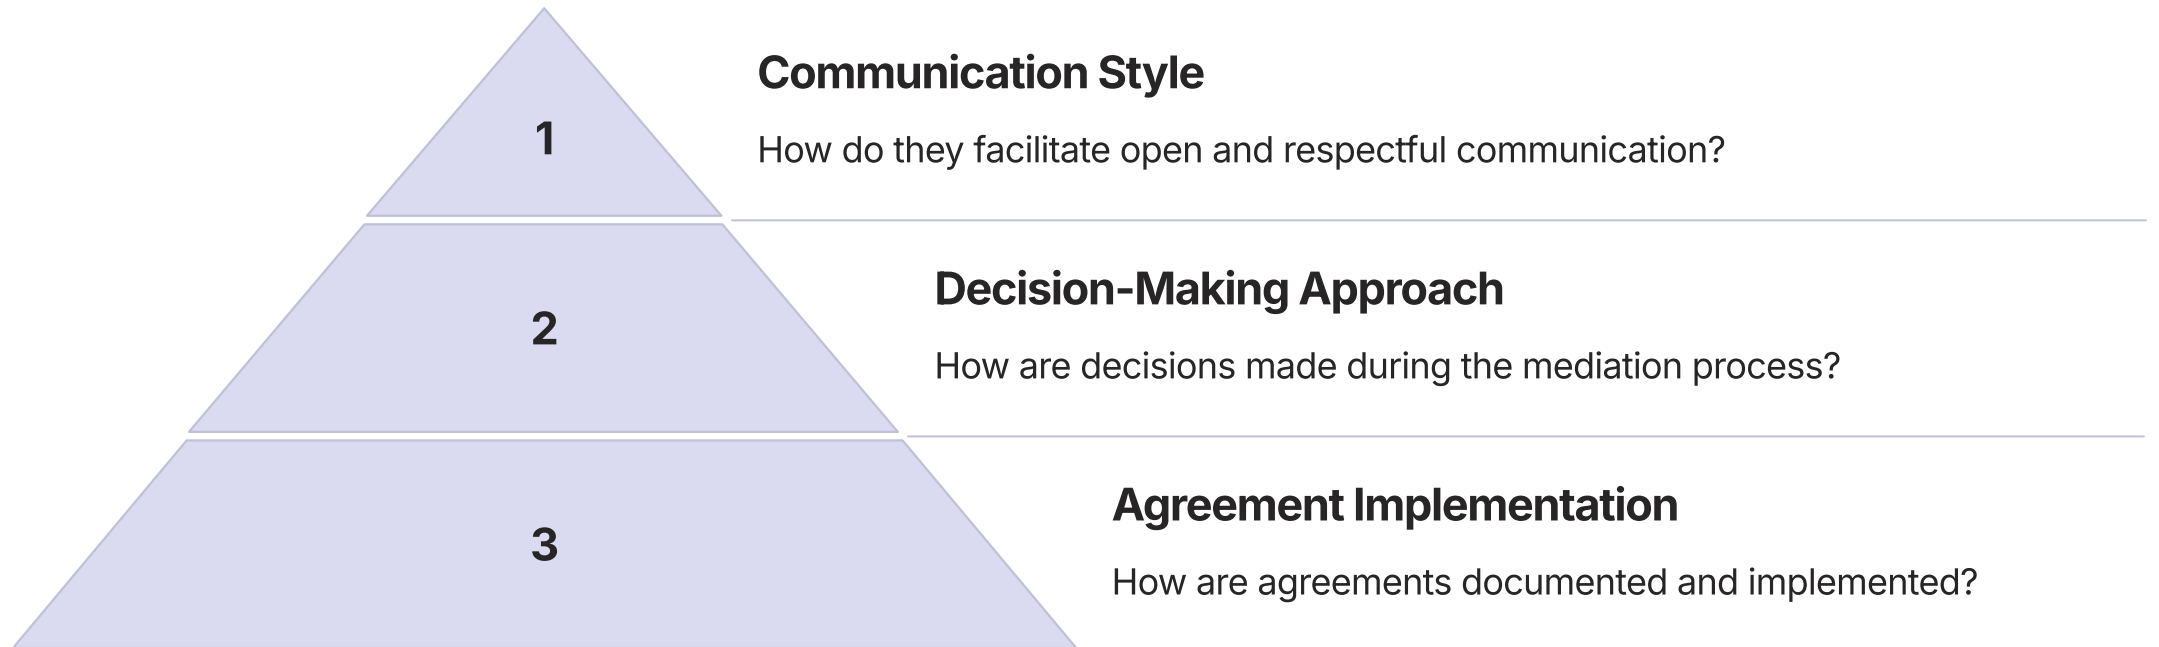 1
Communication Style
How do they facilitate open and respectful communication?
2
Decision-Making Approach
How are decisions made during the mediation process?
3
Agreement Implementation
How are agreements documented and implemented?